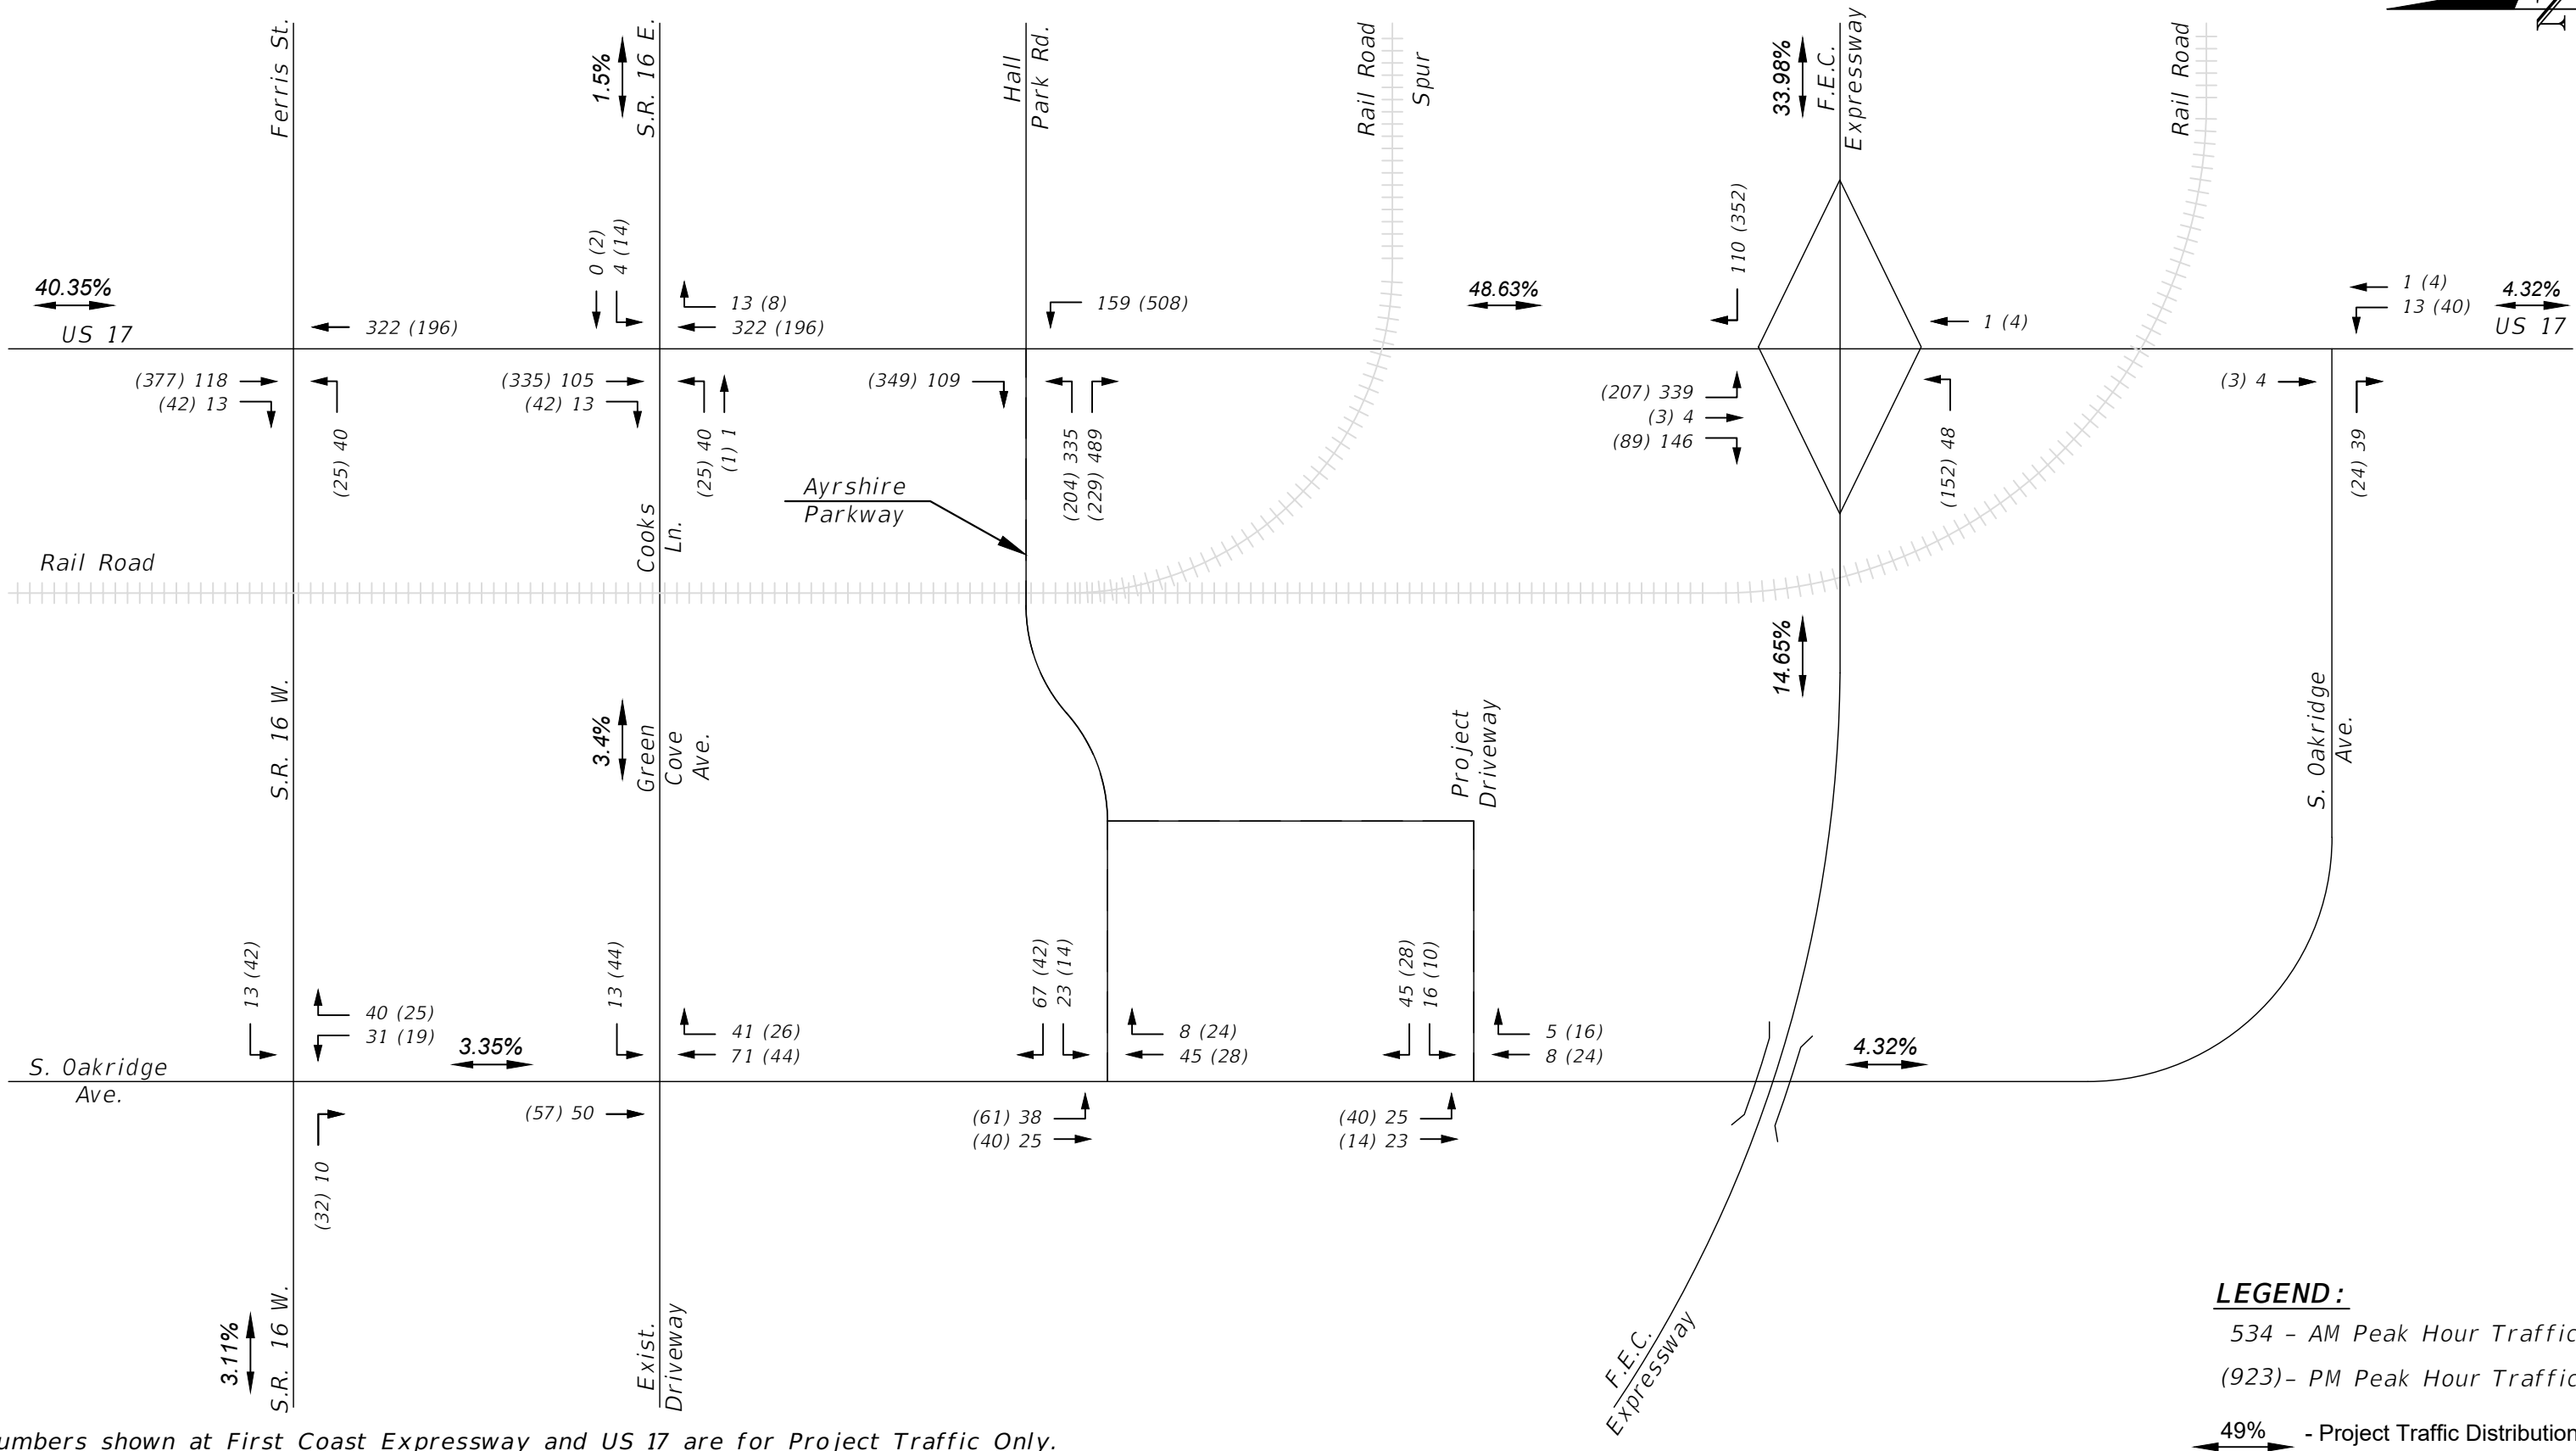 N
Ferris St.
1.5%
S.R. 16 E.
Hall
Park Rd.
Rail Road
Spur
33.98%
F.E.C.
Expressway
Rail Road
40.35%
US 17
322 (196)
0 (2)
4 (14)
13 (8)
322 (196)
159 (508)
48.63%
110 (352)
1 (4)
1 (4)
13 (40)
4.32%
US 17
(377) 118
(42) 13
(25) 40
(335) 105
(42) 13
(25) 40
(1) 1
(349) 109
(204) 335
(229) 489
(207) 339
(3) 4
(89) 146
(152) 48
(3) 4
(24) 39
Ayrshire
Parkway
Cooks
Ln.
Rail Road
S.R. 16 W.
3.4%
Green
Cove
Ave.
Project
Driveway
14.65%
S. Oakridge
Ave.
13 (42)
40 (25)
31 (19)
3.35%
13 (44)
41 (26)
71 (44)
67 (42)
23 (14)
8 (24)
45 (28)
45 (28)
16 (10)
5 (16)
8 (24)
4.32%
S. Oakridge
Ave.
(32) 10
(57) 50
(61) 38
(40) 25
(40) 25
(14) 23
3.11%
S.R. 16 W.
Exist.
Driveway
F.E.C.
Expressway
LEGEND:
534 - AM Peak Hour Traffic
(923)- PM Peak Hour Traffic
49% - Project Traffic Distribution
umbers shown at First Coast Expressway and US 17 are for Project Traffic Only.